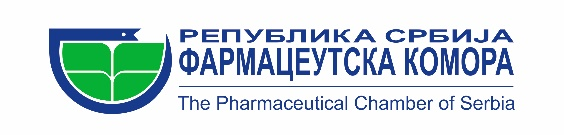 РЕПУБЛИКА СРБИЈА
ФАРМАЦЕУТСКА КОМОРА
The Pharmaceutical Chamber of Serbia